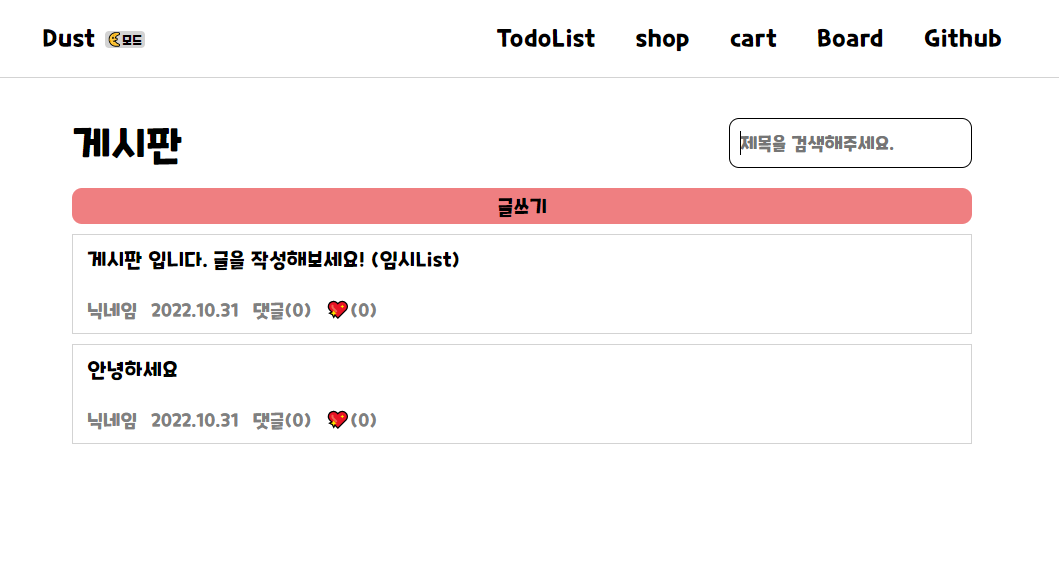 Dust 🌜모드 TodoList shop cart Board Github
게시판 제목을 검색해주세요.
글쓰기
게시판 입니다. 글을 작성해보세요! (임시List)
닉네임 2022.10.31 댓글(0) 💖(0)
안녕하세요
닉네임 2022.10.31 댓글(0) 💖(0)